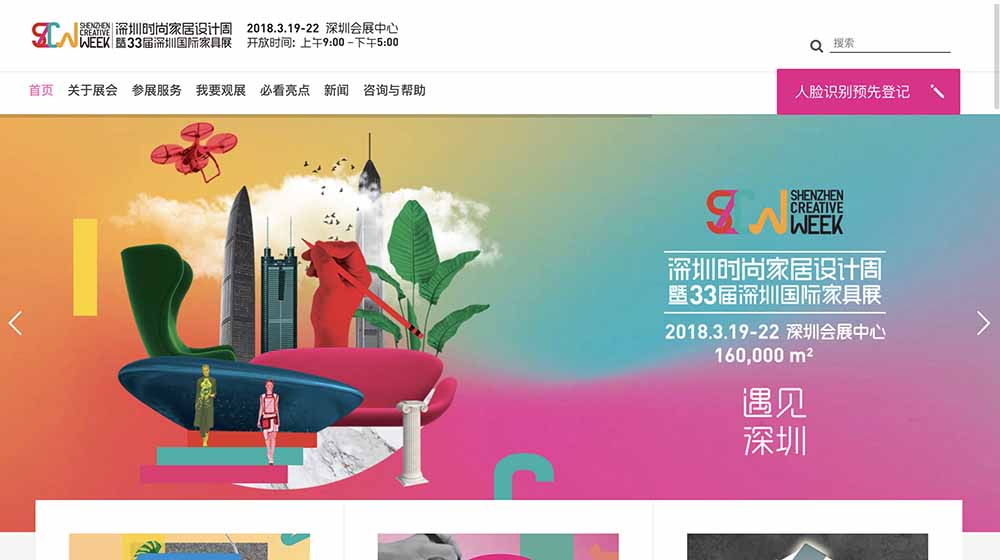 SZCW
SHENZHEN
CREATIVE
WEEK
深圳时尚家居设计周
暨33届深圳国际家具展
2018.3.19-22 深圳会展中心
开放时间: 上午9:00 – 下午5:00
搜索
首页 关于展会 参展服务 我要观展 必看亮点 新闻 咨询与帮助
人脸识别预先登记
SZCW
SHENZHEN
CREATIVE
WEEK
深圳时尚家居设计周
暨33届深圳国际家具展
2018.3.19-22 深圳会展中心
160,000 m²
遇见
深圳